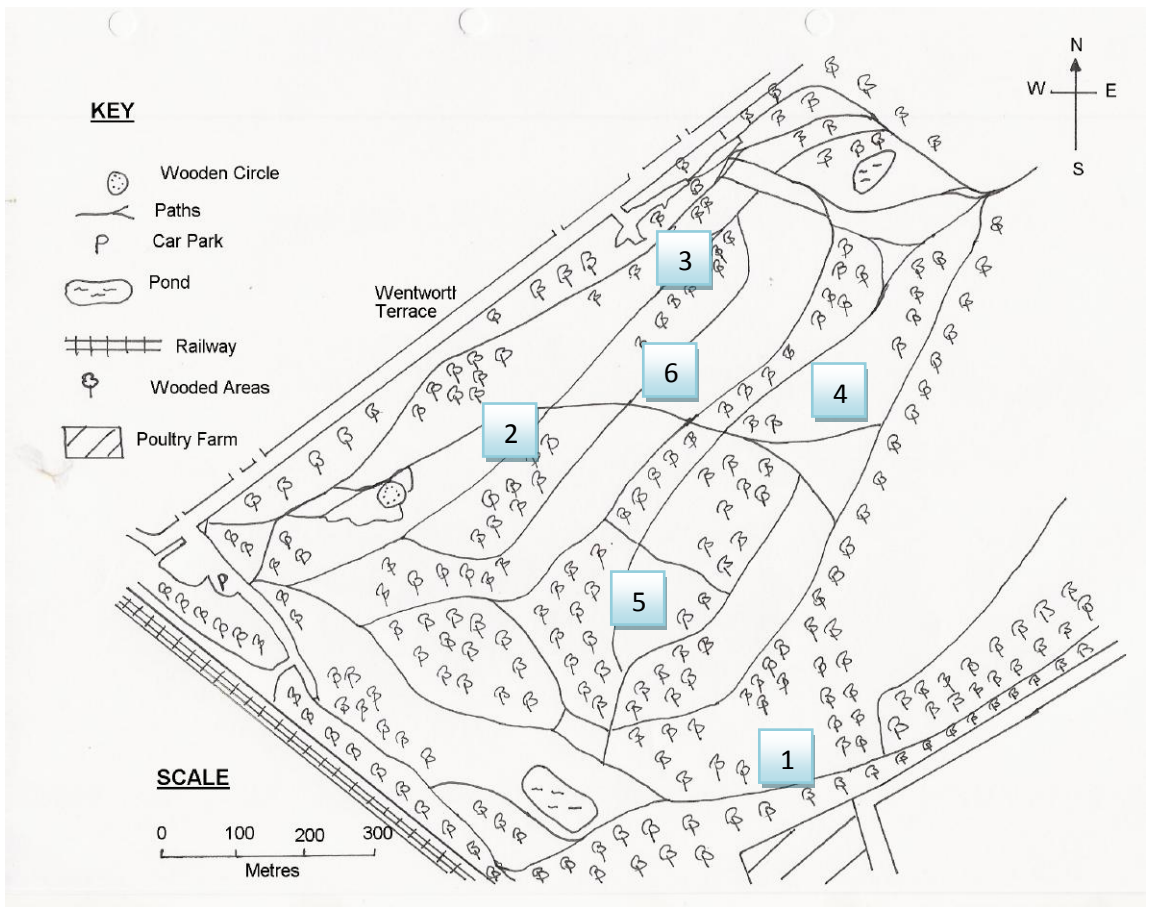 KEY
Wooden Circle
Paths
P
Car Park
Pond
Railway
Wooded Areas
Poultry Farm
N
W
E
S
Wentworth
Terrace
3
6
4
2
5
1
P
SCALE
0 100 200 300
Metres